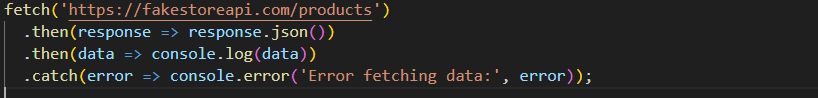 fetch('https://fakestoreapi.com/products')
  .then(response => response.json())
  .then(data => console.log(data))
  .catch(error => console.error('Error fetching data:', error));